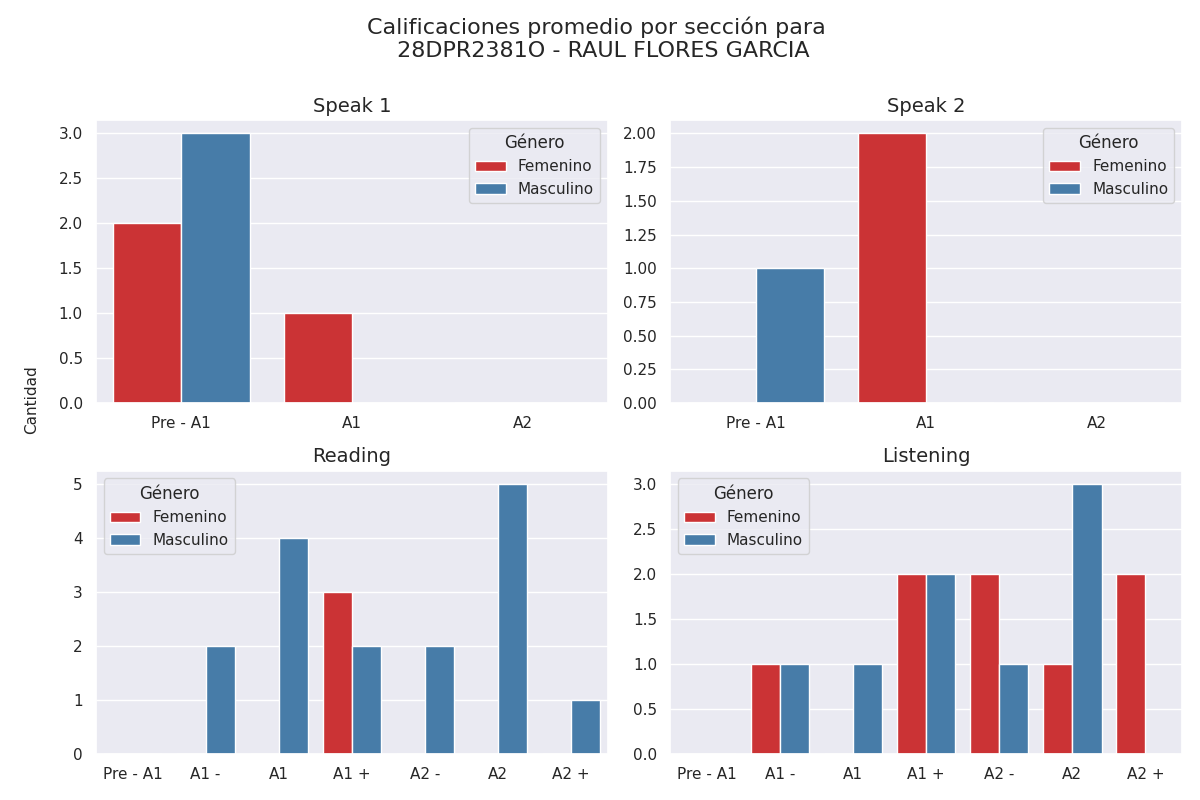 Calificaciones promedio por sección para
28DPR2381O - RAUL FLORES GARCIA
Cantidad
Speak 1
3.0
2.5
2.0
1.5
1.0
0.5
0.0
Género
Femenino
Masculino
Pre - A1 A1 A2
Speak 2
2.00
1.75
1.50
1.25
1.00
0.75
0.50
0.25
0.00
Género
Femenino
Masculino
Pre - A1 A1 A2
Reading
5
4
3
2
1
0
Género
Femenino
Masculino
Pre - A1 A1 - A1 A1 + A2 - A2 A2 +
Listening
3.0
2.5
2.0
1.5
1.0
0.5
0.0
Género
Femenino
Masculino
Pre - A1 A1 - A1 A1 + A2 - A2 A2 +